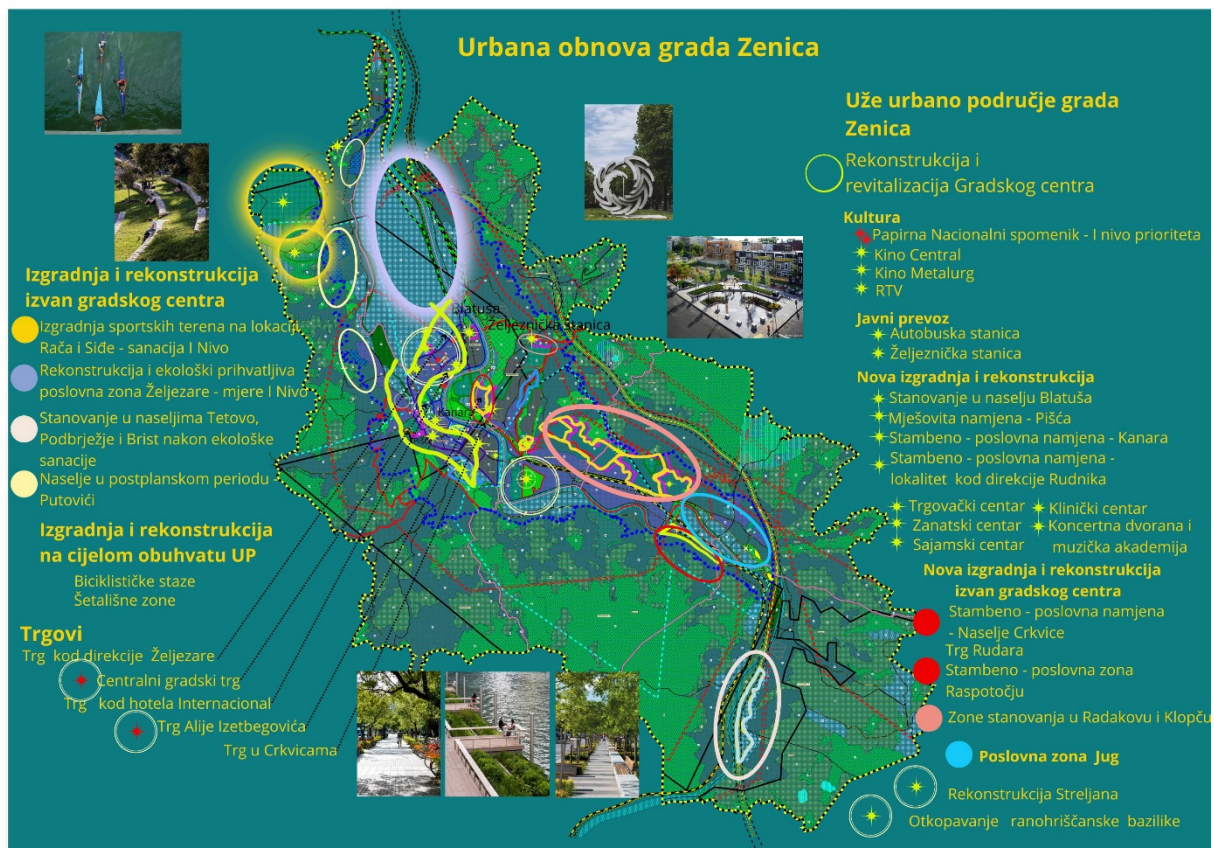 Urbana obnova grada Zenica
Uže urbano područje grada
Zenica
Rekonstrukcija i
revitalizacija Gradskog centra
Kultura
Papirna Nacionalni spomenik - I nivo prioriteta
Kino Central
Kino Metalurg
RTV
Javni prevoz
Autobuska stanica
Željeznička stanica
Nova izgradnja i rekonstrukcija
Stanovanje u naselju Blatuša
Mješovita namjena - Pišća
Stambeno - poslovna namjena - Kanara
Stambeno - poslovna namjena -
lokalitet kod direkcije Rudnika
Trgovački centar
Zanatski centar
Sajamski centar
Klinički centar
Koncertna dvorana i
muzička akademija
Nova izgradnja i rekonstrukcija
izvan gradskog centra
Stambeno - poslovna namjena
- Naselje Crkvice
Trg Rudara
Stambeno - poslovna zona
Raspotočju
Zone stanovanja u Radakovu i Klopču
Poslovna zona Jug
Rekonstrukcija Streljana
Otkopavanje ranohriščanske bazilike
Izgradnja i rekonstrukcija
izvan gradskog centra
Izgradnja sportskih terena na lokaciji
Rača i Siđe - sanacija I Nivo
Rekonstrukcija i ekološki prihvatljiva
poslovna zona Željezare - mjere I Nivo
Stanovanje u naseljima Tetovo,
Podbrježje i Brist nakon ekološke
sanacije
Naselje u postplanskom periodu -
Putovići
Izgradnja i rekonstrukcija
na cijelom obuhvatu UP
Biciklističke staze
Šetališne zone
Trgovi
Trg kod direkcije Željezare
Centralni gradski trg
Trg kod hotela Internacional
Trg Alije Izetbegovića
Trg u Crkvicama
Blatuša
Željeznička stanica
Kanara